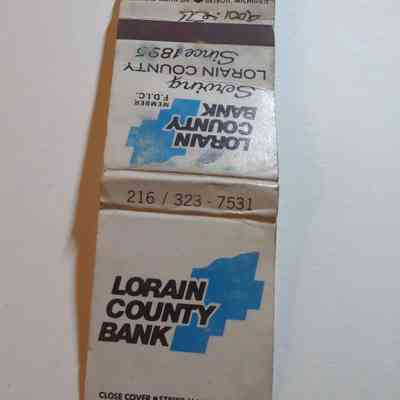 Serving
LORAIN COUNTY
Since 1895
MEMBER
F.D.I.C.
LORAIN
COUNTY
BANK
216 / 323 - 7531
LORAIN
COUNTY
BANK
CLOSE COVER